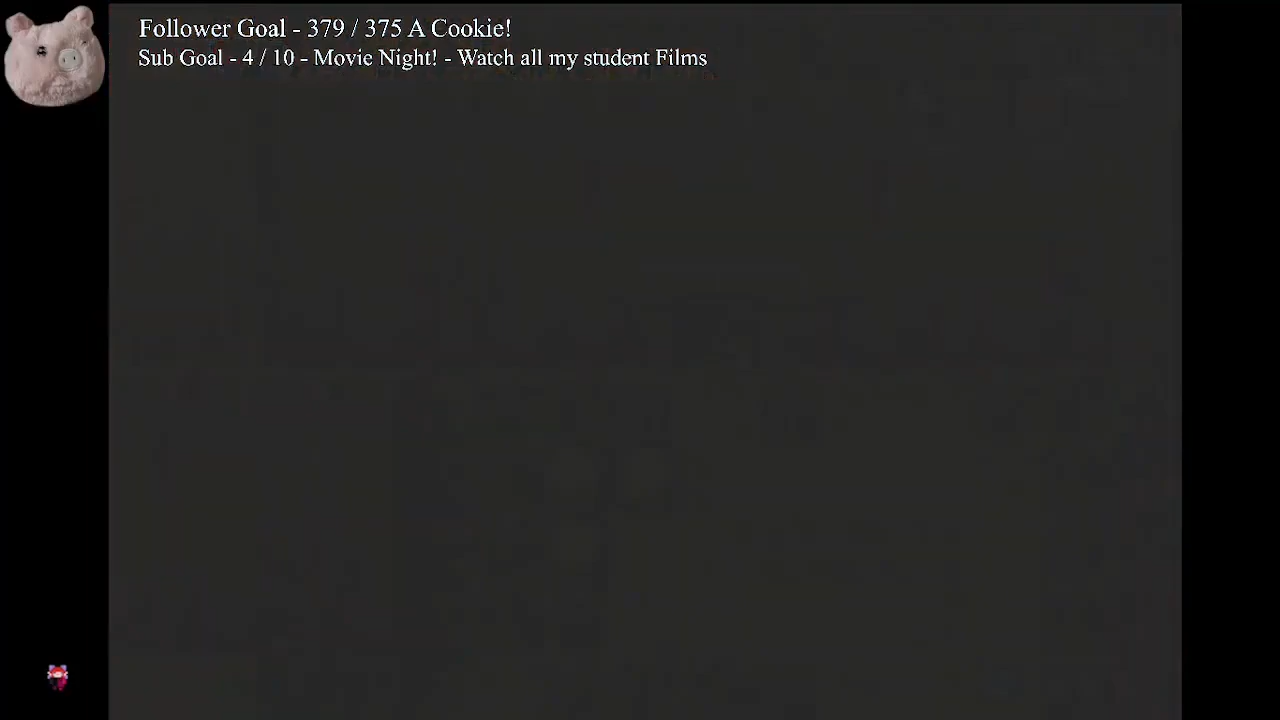 Follower Goal - 379 / 375 A Cookie!
Sub Goal - 4 / 10 - Movie Night! - Watch all my student Films